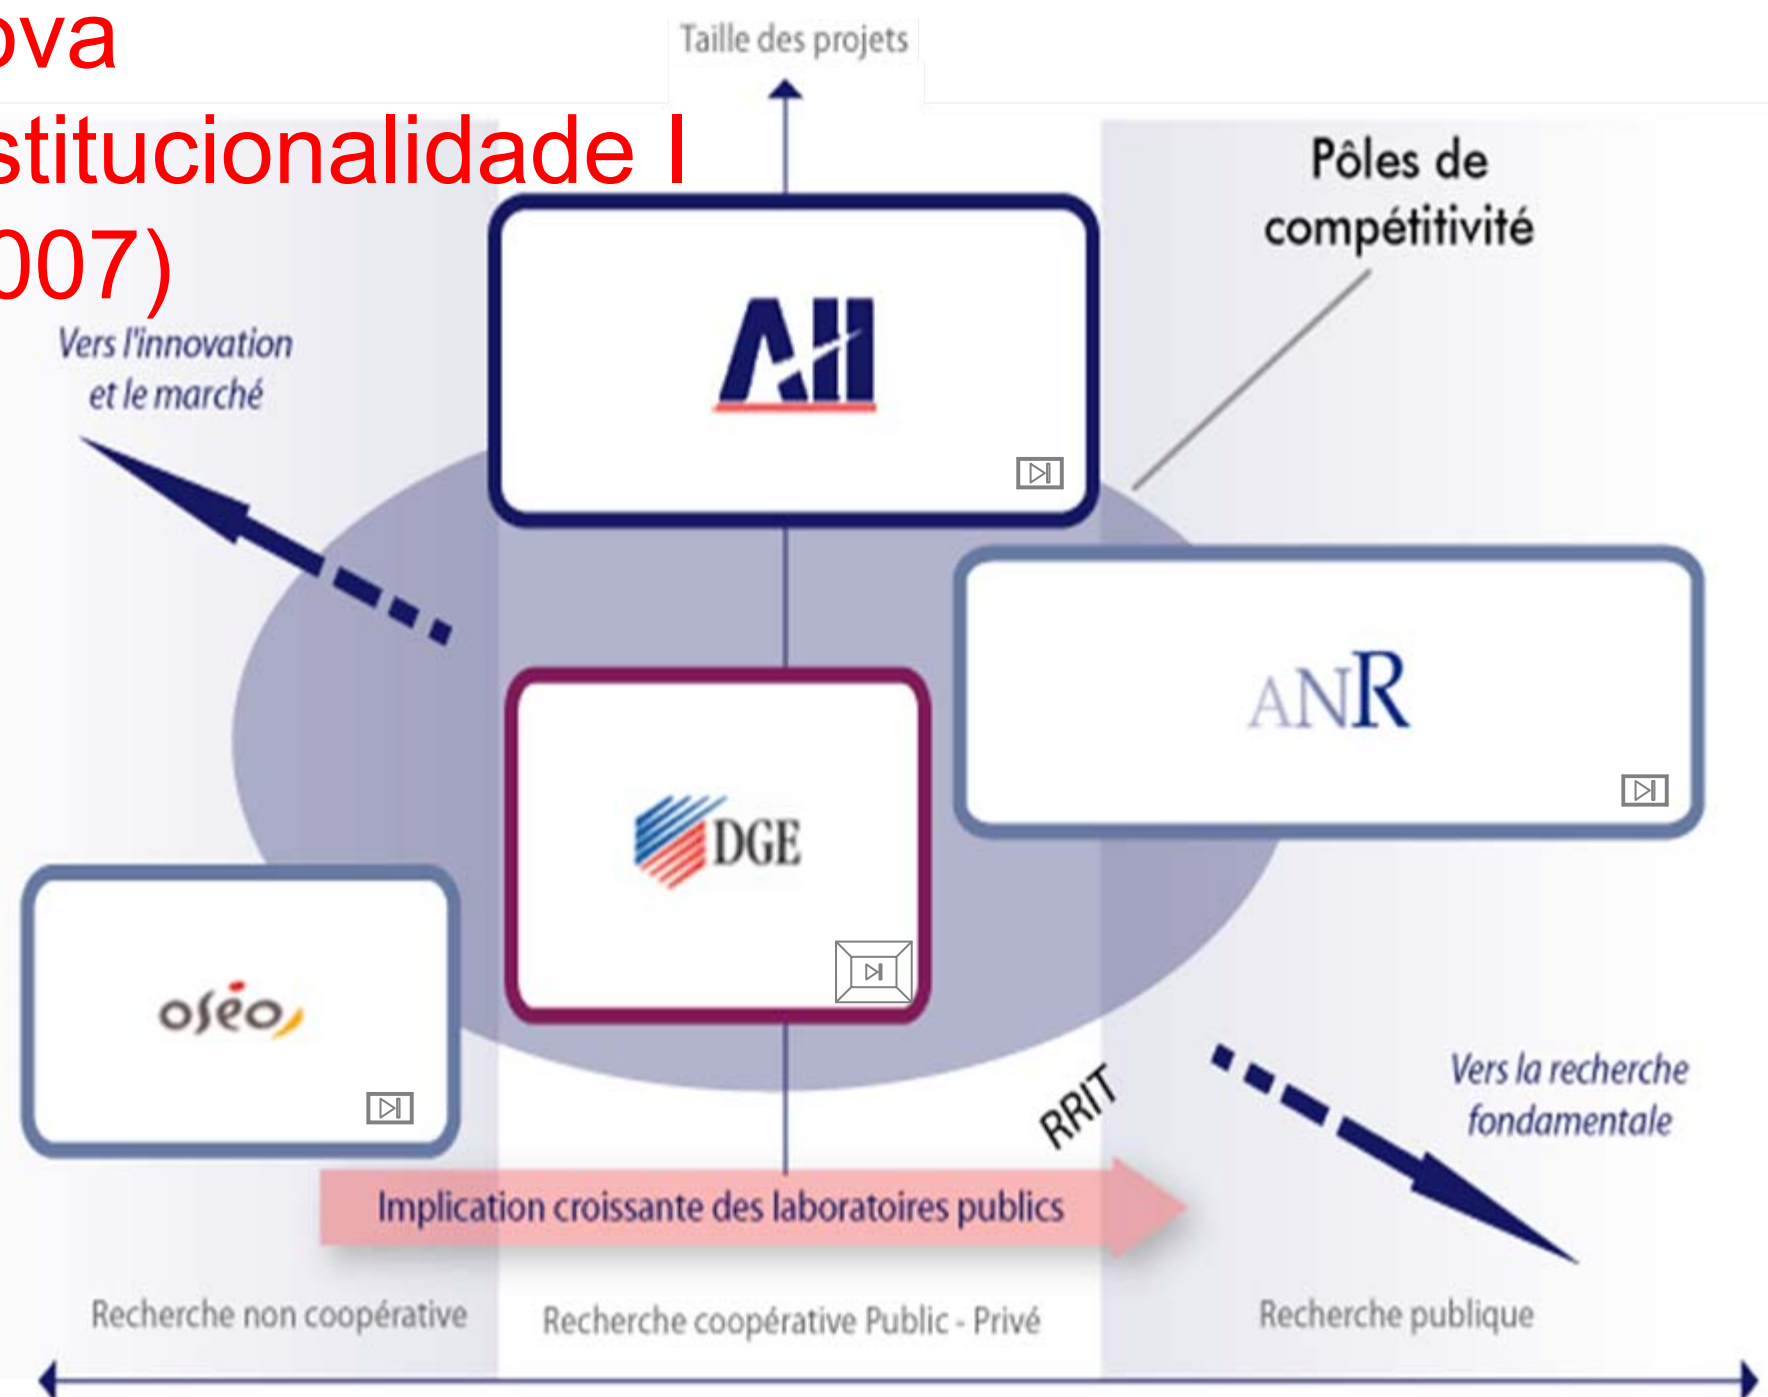 ova
stitucionalidade I
007)
Taille des projets
Pôles de
compétitivité
Vers l'innovation
et le marché
AII
ANR
DGE
oséo
RRIT
Vers la recherche
fondamentale
Implication croissante des laboratoires publics
Recherche non coopérative
Recherche coopérative Public - Privé
Recherche publique